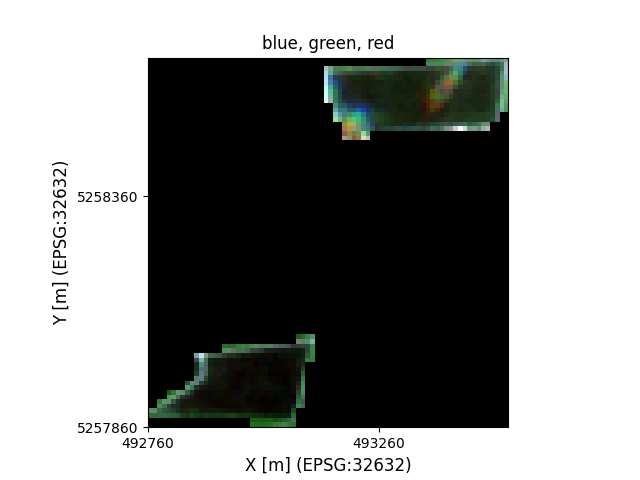 blue, green, red
Y [m] (EPSG:32632)
5258360
5257860
492760
493260
X [m] (EPSG:32632)